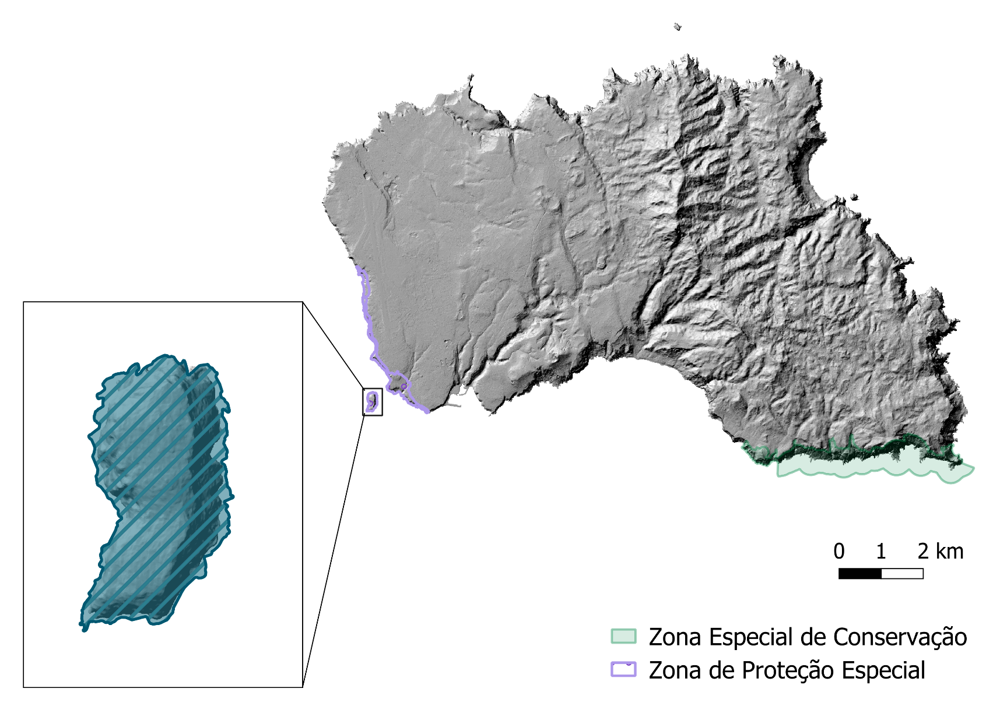 0 1 2 km
Zona Especial de Conservação
Zona de Proteção Especial